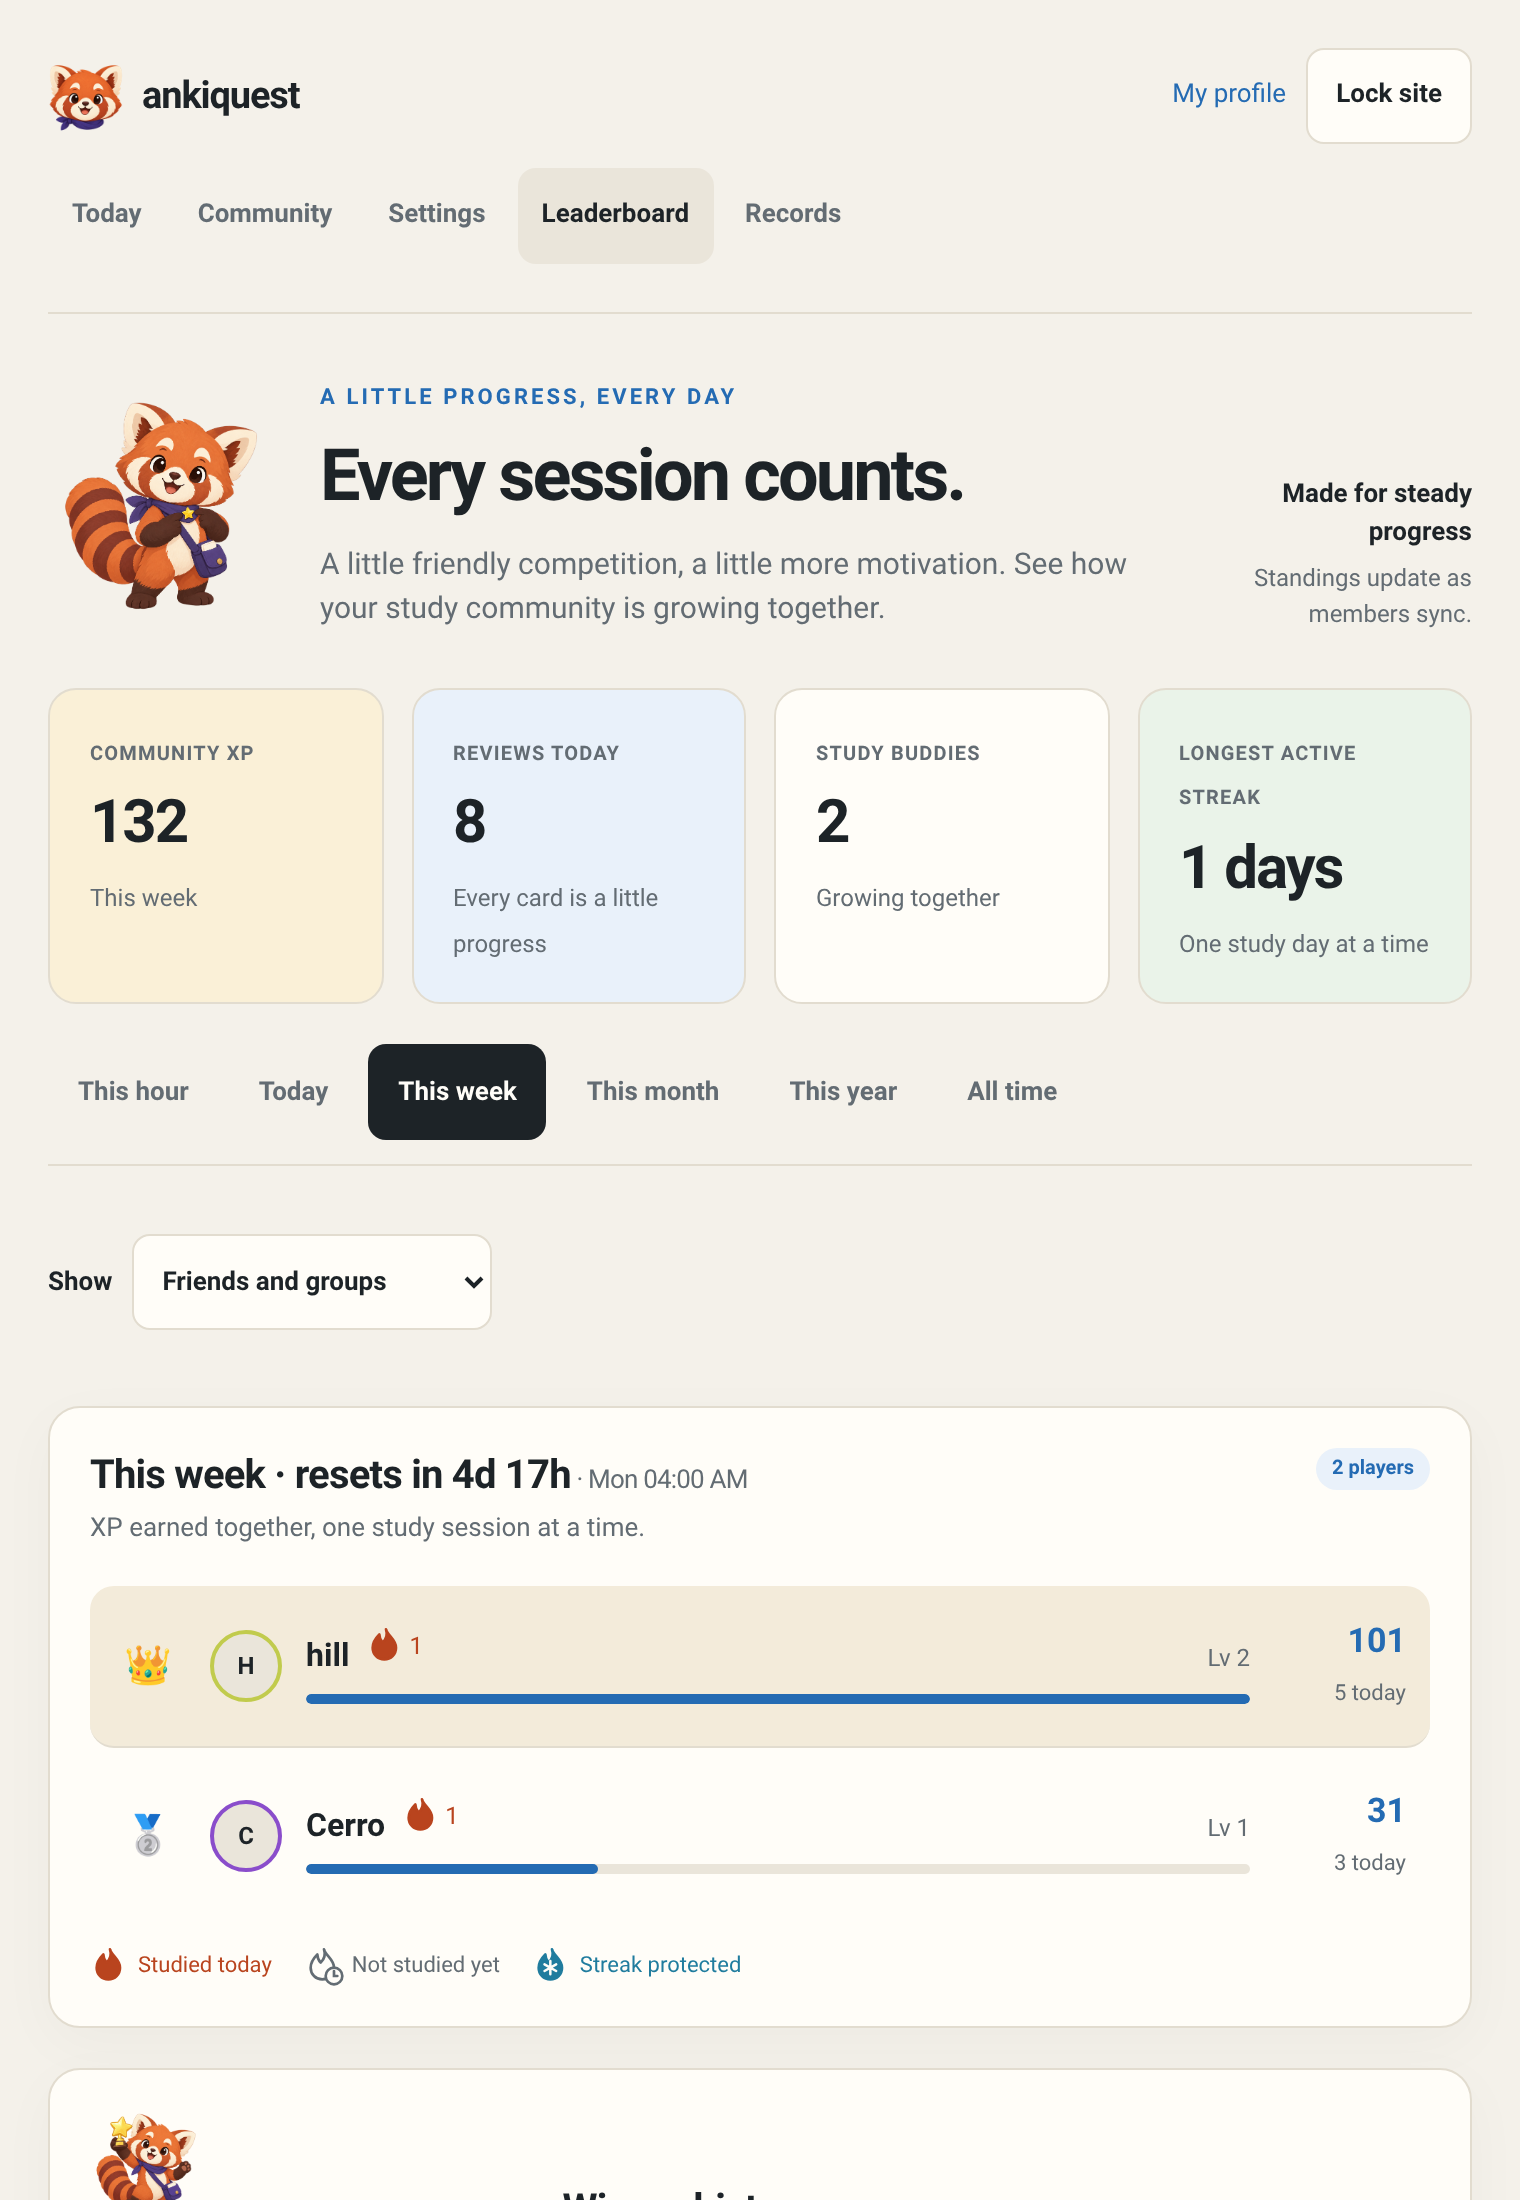 ankiquest
My profile
Lock site
Today
Community
Settings
Leaderboard
Records
A LITTLE PROGRESS, EVERY DAY
Every session counts.
A little friendly competition, a little more motivation. See how
your study community is growing together.
Made for steady
progress
Standings update as
members sync.
COMMUNITY XP
132
This week
REVIEWS TODAY
8
Every card is a little
progress
STUDY BUDDIES
2
Growing together
LONGEST ACTIVE
STREAK
1 days
One study day at a time
This hour
Today
This week
This month
This year
All time
Show
Friends and groups
This week · resets in 4d 17h · Mon 04:00 AM
2 players
XP earned together, one study session at a time.
H
hill
1
Lv 2
101
5 today
2
C
Cerro
1
Lv 1
31
3 today
Studied today
Not studied yet
Streak protected